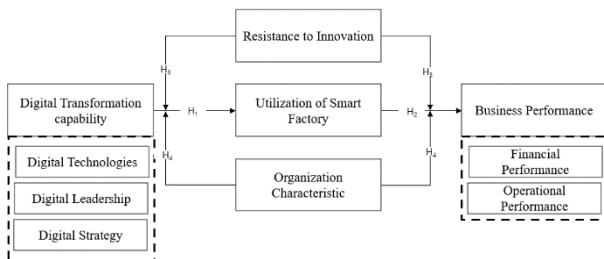 Resistance to Innovation
H3
H3
Digital Transformation
capability
H1
Utilization of Smart
Factory
H2
Business Performance
H4
H4
Digital Technologies
Digital Leadership
Digital Strategy
Organization
Characteristic
Financial
Performance
Operational
Performance